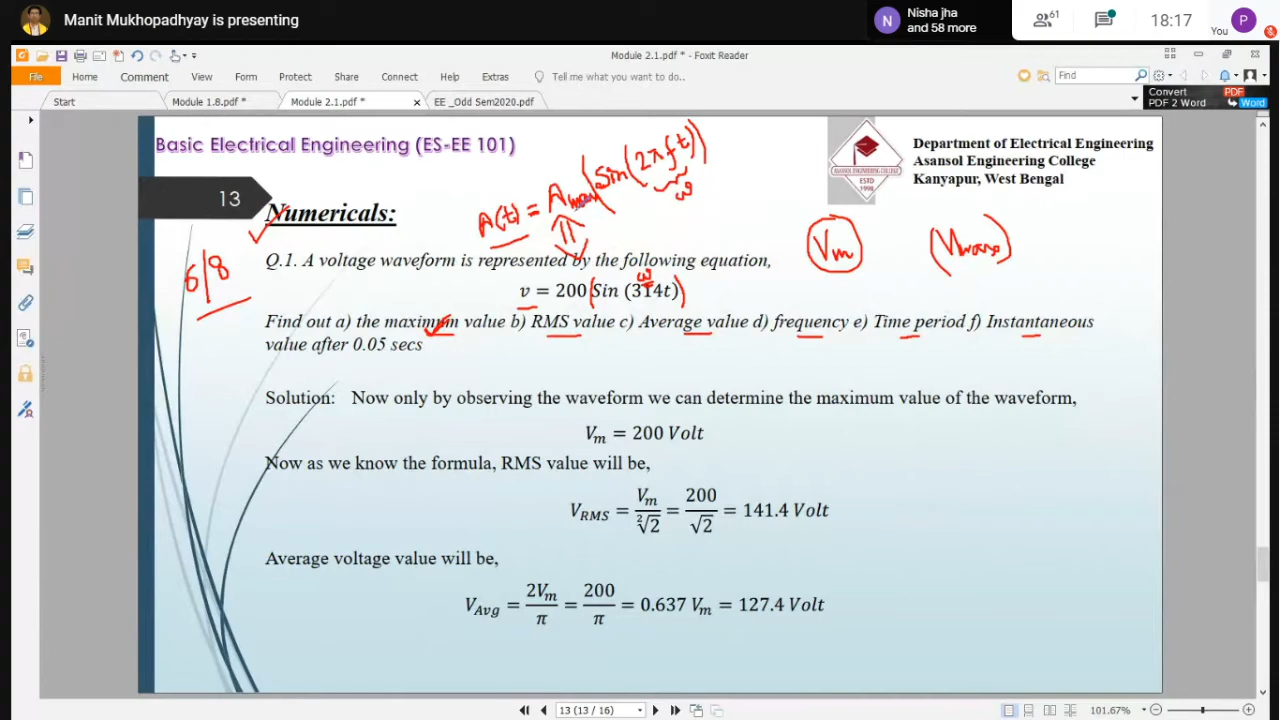 Manit Mukhopadhyay is presenting
N
Nisha jha
and 58 more
61
18:17
You
P
Module 2.1.pdf * - Foxit Reader
File Home Comment View Form Protect Share Connect Help Extras Tell me what you want to do..
Find
Start
Module 1.8.pdf *
Module 2.1.pdf *
EE _Odd Sem2020.pdf
Convert PDF
PDF 2 Word Word
Basic Electrical Engineering (ES-EE 101)
Department of Electrical Engineering
Asansol Engineering College
Kanyapur, West Bengal
ESTD
1998
13
A(t) = Amax (Sin (2πft))
ω
Numericals:
6/8
Vm
Q.1. A voltage waveform is represented by the following equation,
ω
v = 200 Sin (314t)
Find out a) the maximum value b) RMS value c) Average value d) frequency e) Time period f) Instantaneous
value after 0.05 secs
Solution: Now only by observing the waveform we can determine the maximum value of the waveform,
Vm = 200 Volt
Now as we know the formula, RMS value will be,
VRMS = Vm/²√2 = 200/√2 = 141.4 Volt
Average voltage value will be,
VAvg = 2Vm/π = 200/π = 0.637 Vm = 127.4 Volt
13 (13 / 16)
101.67%